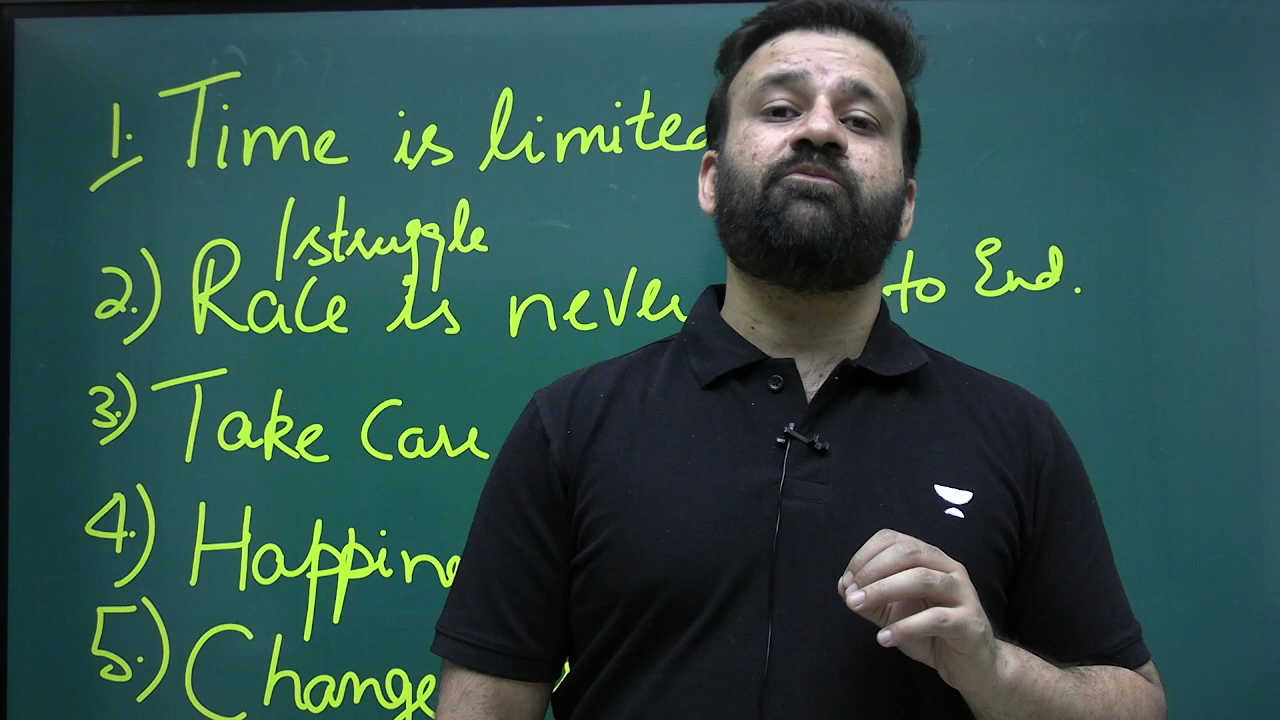 1. Time is limited
/struggle
2.) Race is never to End.
3.) Take Care
4.) Happine
5.) Change